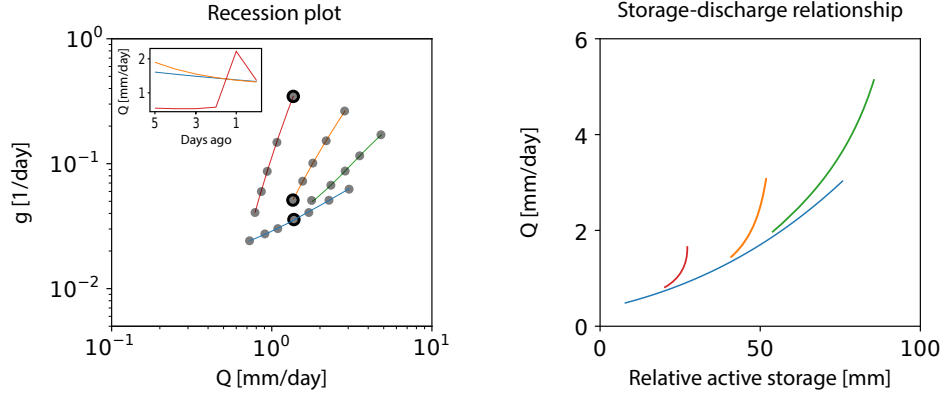 Recession plot
Storage-discharge relationship
10^0
10^-1
10^-2
g [1/day]
2
1
Q [mm/day]
5
3
1
Days ago
10^-1
10^0
10^1
Q [mm/day]
6
4
2
0
Q [mm/day]
0
50
100
Relative active storage [mm]